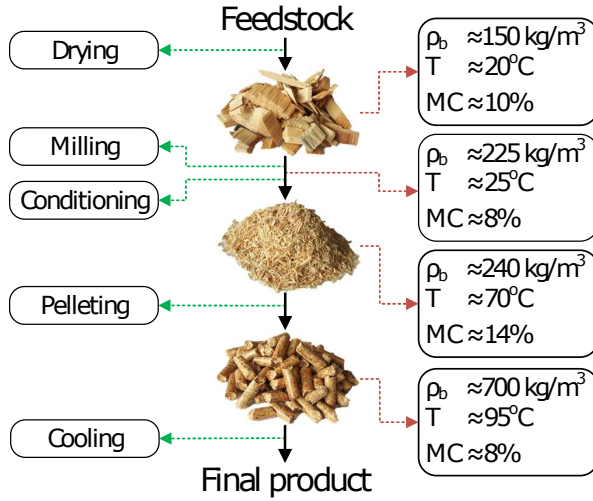 Feedstock
Drying
ρb ≈150 kg/m³
T ≈20°C
MC ≈10%
Milling
Conditioning
ρb ≈225 kg/m³
T ≈25°C
MC ≈8%
ρb ≈240 kg/m³
T ≈70°C
MC ≈14%
Pelleting
ρb ≈700 kg/m³
T ≈95°C
MC ≈8%
Cooling
Final product